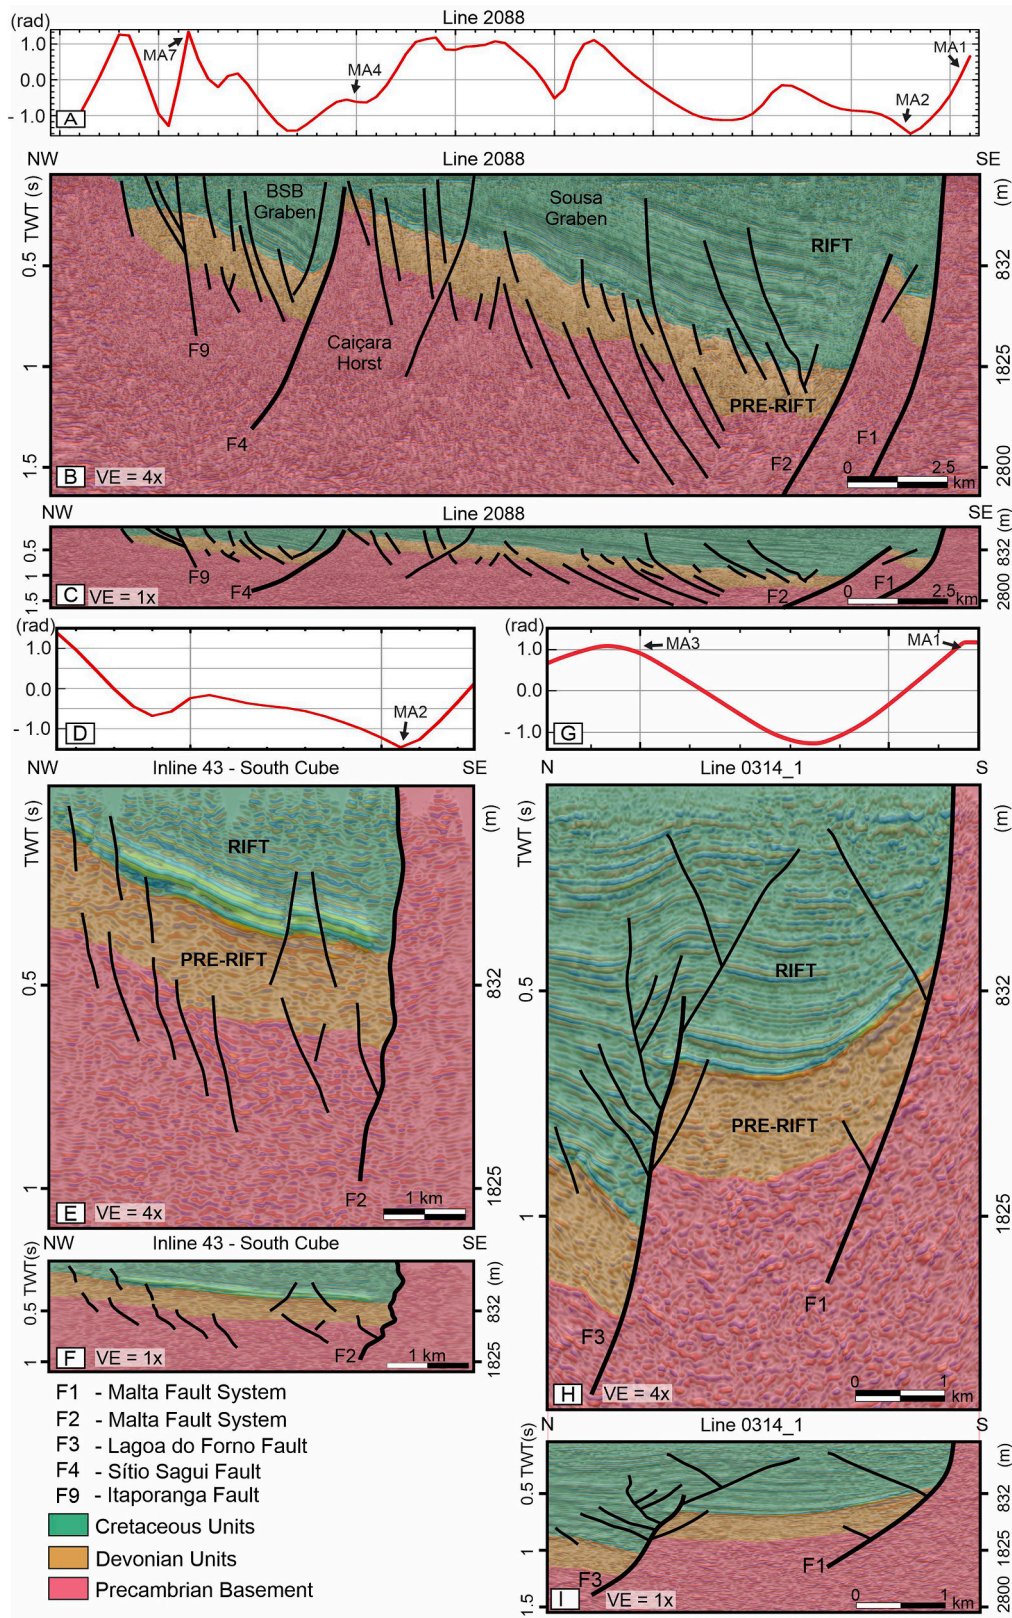 (rad)
Line 2088
1.0
0.0
- 1.0
MA7
MA4
MA1
MA2
A
NW
Line 2088
SE
TWT (s)
(m)
BSB
Graben
Sousa
Graben
RIFT
0.5
832
F9
Caiçara
Horst
1
1825
PRE-RIFT
F4
F1
F2
1.5
2800
B
VE = 4x
0
2.5
km
NW
Line 2088
SE
(m)
0.5
1
1.5
832
2800
F9
F4
F2
F1
C
VE = 1x
0
2.5
km
(rad)
1.0
0.0
- 1.0
MA2
D
(rad)
1.0
0.0
- 1.0
MA3
MA1
G
NW
Inline 43 - South Cube
SE
TWT (s)
(m)
RIFT
PRE-RIFT
0.5
832
1
1825
F2
1 km
E
VE = 4x
N
Line 0314_1
S
TWT (s)
(m)
RIFT
0.5
832
PRE-RIFT
1
1825
F1
F3
H
VE = 4x
0
1
km
NW
Inline 43 - South Cube
SE
TWT(s)
(m)
0.5
832
1
1825
F2
1 km
F
VE = 1x
N
Line 0314_1
S
TWT(s)
(m)
0.5
832
1
1825
1.5
2800
F1
F3
I
VE = 1x
0
1
km
F1 - Malta Fault System
F2 - Malta Fault System
F3 - Lagoa do Forno Fault
F4 - Sítio Sagui Fault
F9 - Itaporanga Fault
Cretaceous Units
Devonian Units
Precambrian Basement